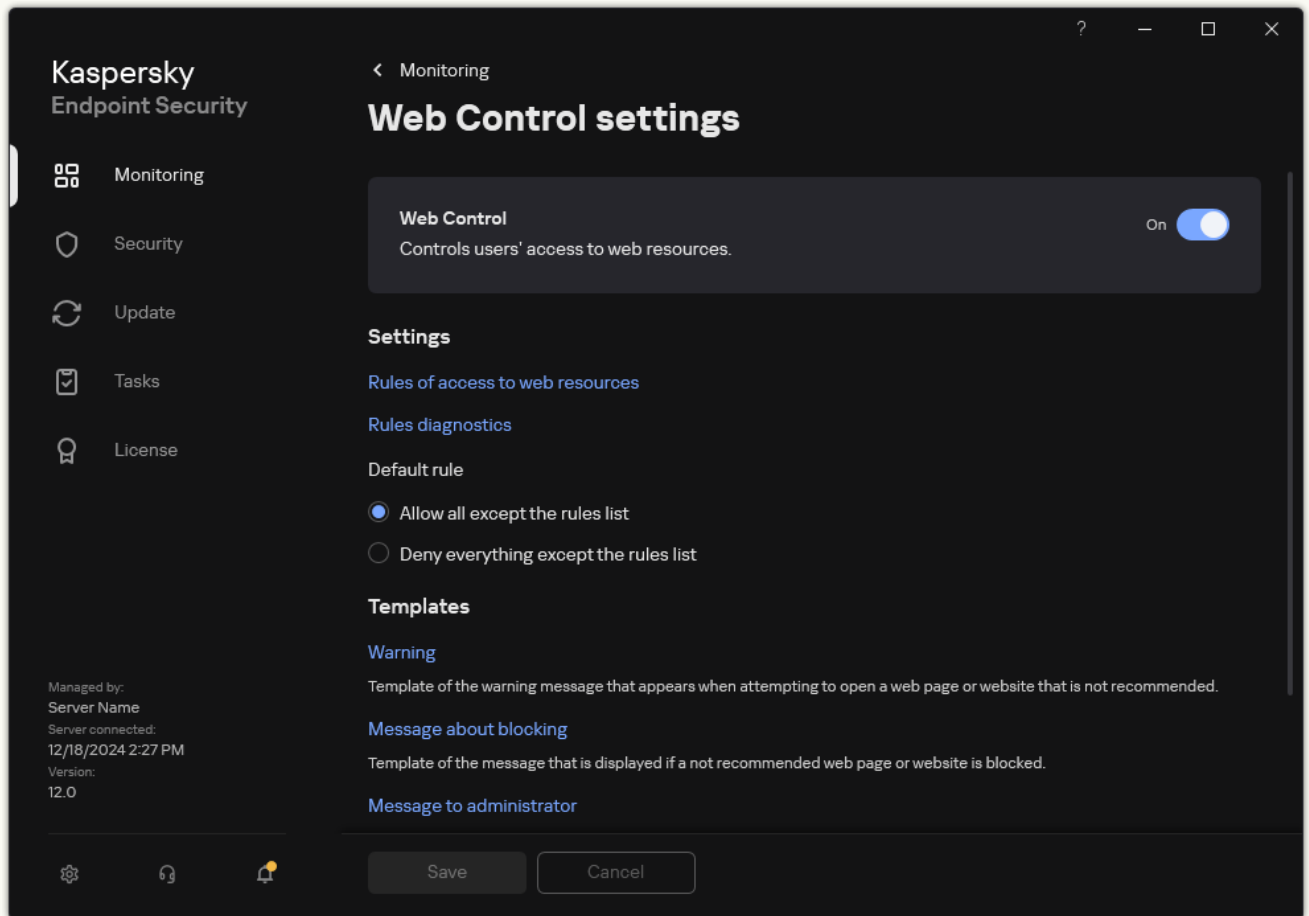 ?
Kaspersky
Endpoint Security
Monitoring
Security
Update
Tasks
License
Managed by:
Server Name
Server connected:
12/18/2024 2:27 PM
Version:
12.0
Monitoring
Web Control settings
Web Control
Controls users' access to web resources.
On
Settings
Rules of access to web resources
Rules diagnostics
Default rule
Allow all except the rules list
Deny everything except the rules list
Templates
Warning
Template of the warning message that appears when attempting to open a web page or website that is not recommended.
Message about blocking
Template of the message that is displayed if a not recommended web page or website is blocked.
Message to administrator
Save
Cancel